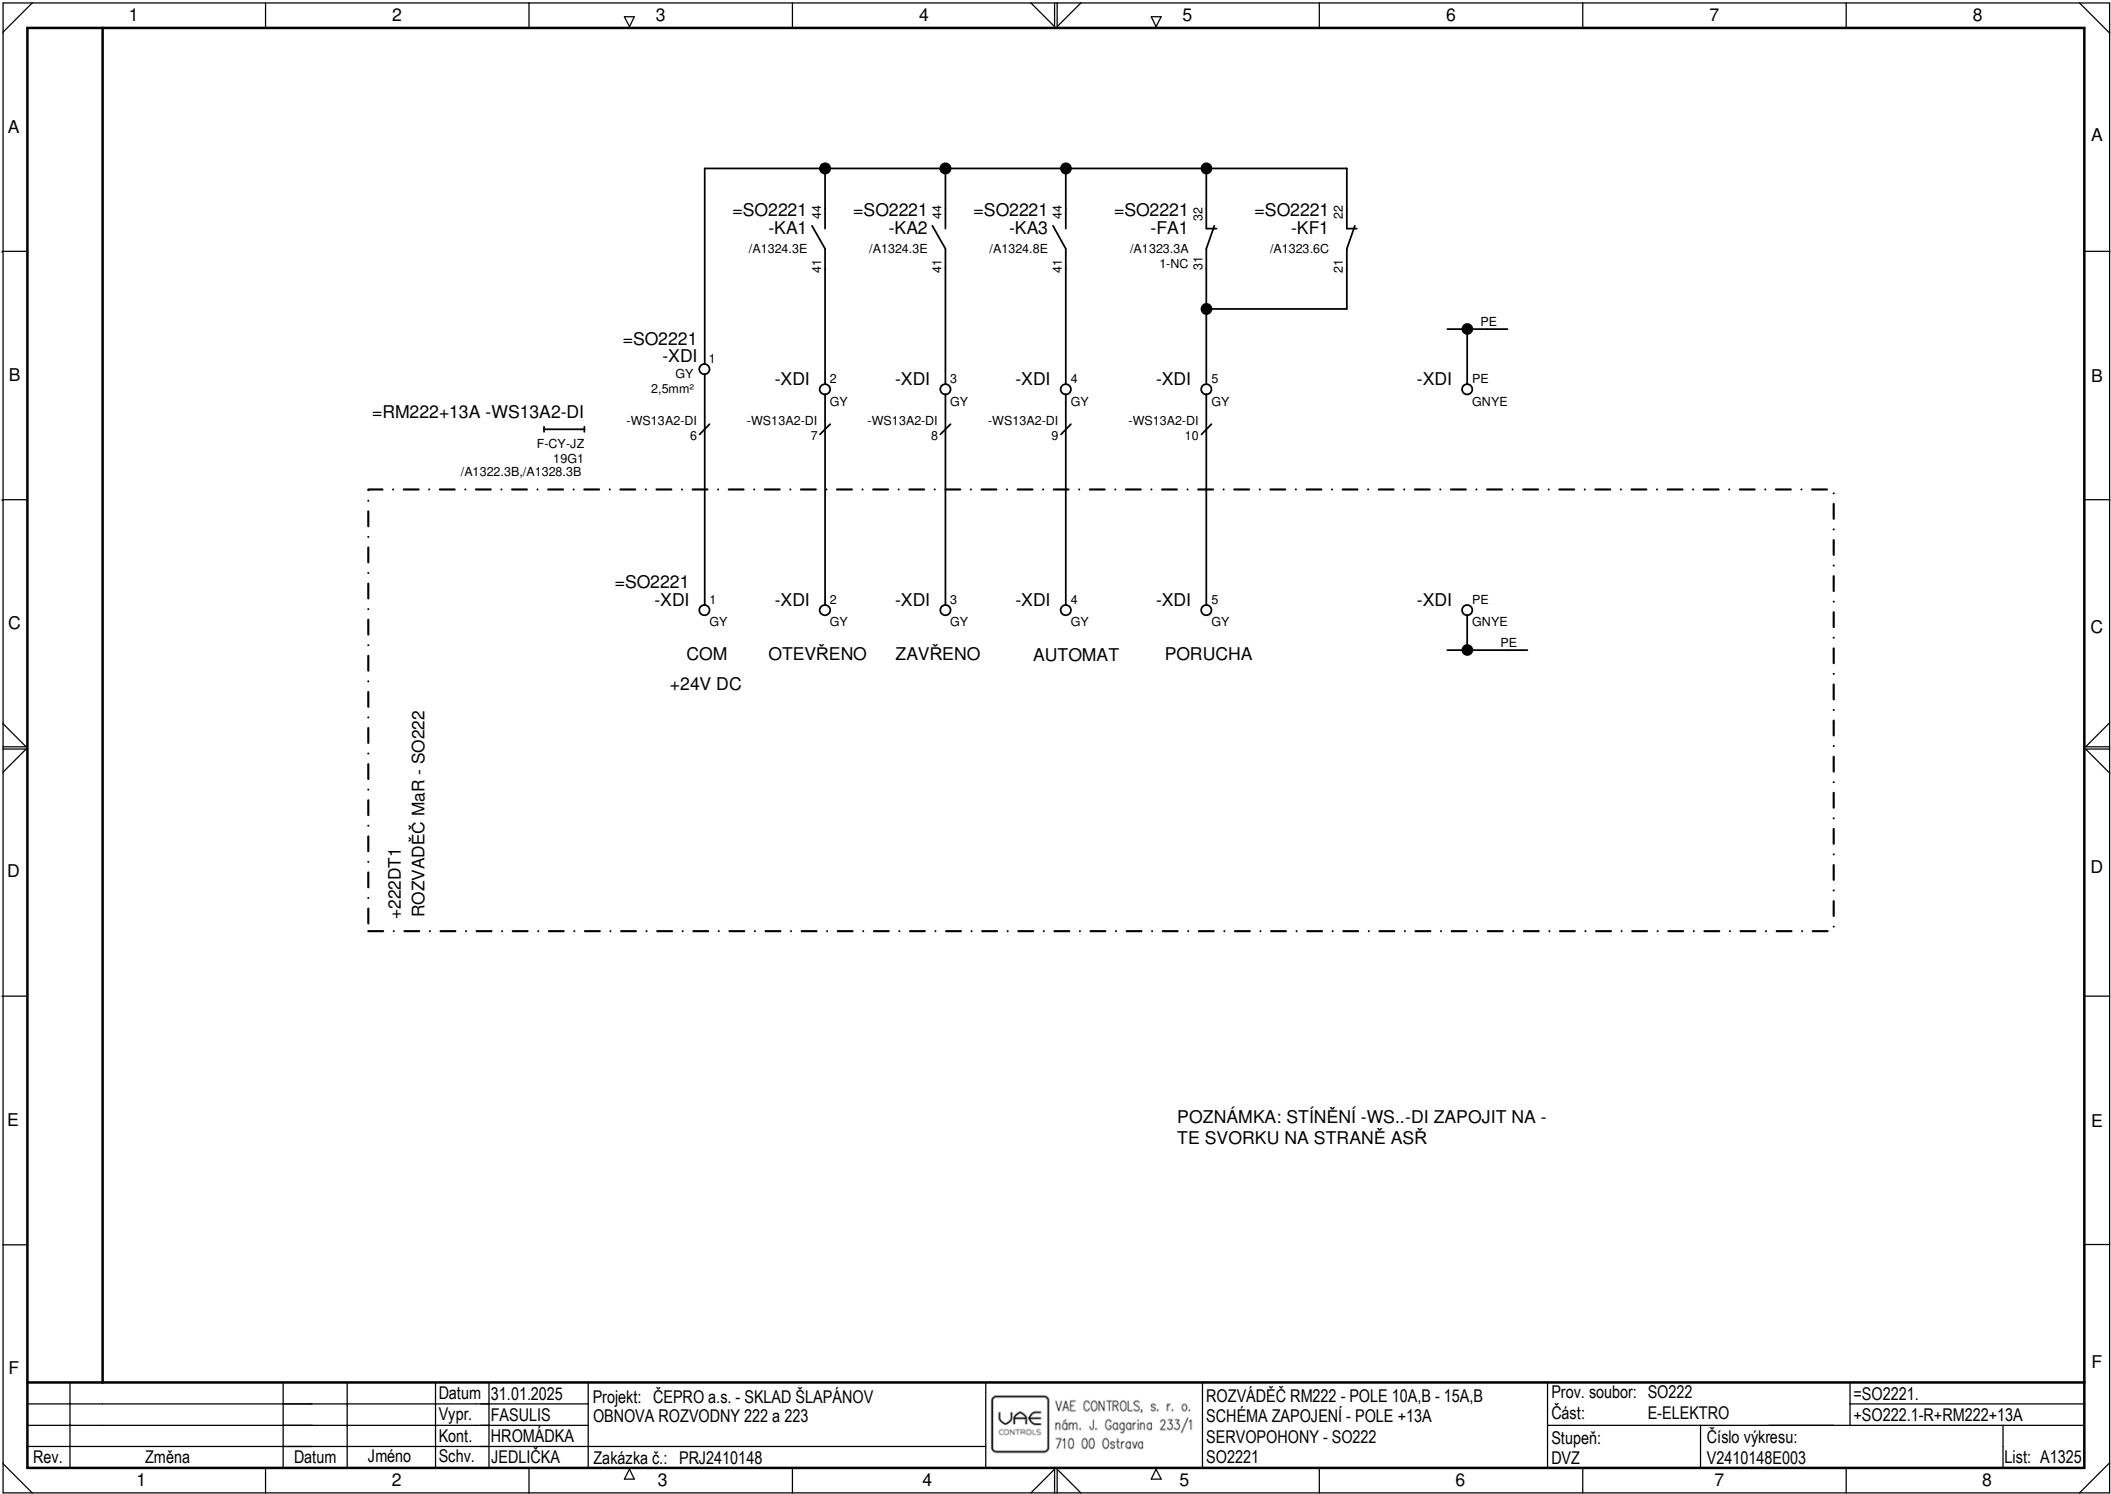 1 2 3 4 5 6 7 8
A A
=SO2221 44 =SO2221 44 =SO2221 44 =SO2221 32 =SO2221 22
-KA1 -KA2 -KA3 -FA1 -KF1
/A1324.3E /A1324.3E /A1324.8E /A1323.3A /A1323.6C
41 41 41 1-NC 31 21
=SO2221 PE
-XDI 1
GY
2,5mm²
B B
-XDI 2 -XDI 3 -XDI 4 -XDI 5 -XDI PE
GY GY GY GY GNYE
=RM222+13A -WS13A2-DI
F-CY-JZ
19G1
/A1322.3B,/A1328.3B
-WS13A2-DI -WS13A2-DI -WS13A2-DI -WS13A2-DI -WS13A2-DI
6 7 8 9 10
=SO2221
-XDI 1 -XDI 2 -XDI 3 -XDI 4 -XDI 5 -XDI PE
GY GY GY GY GY GNYE
C C
PE
COM OTEVŘENO ZAVŘENO AUTOMAT PORUCHA
+24V DC
+222DT1
ROZVADĚČ MaR - SO222
D D
E E
POZNÁMKA: STÍNĚNÍ -WS..-DI ZAPOJIT NA -
TE SVORKU NA STRANĚ ASŘ
F F
Datum 31.01.2025
Vypr. FASULIS
Kont. HROMÁDKA
Rev. Změna Datum Jméno Schv. JEDLIČKA
Projekt: ČEPRO a.s. - SKLAD ŠLAPÁNOV
OBNOVA ROZVODNY 222 a 223
Zakázka č.: PRJ2410148
UAE
CONTROLS
VAE CONTROLS, s. r. o.
nám. J. Gagarina 233/1
710 00 Ostrava
ROZVÁDĚČ RM222 - POLE 10A,B - 15A,B
SCHÉMA ZAPOJENÍ - POLE +13A
SERVOPOHONY - SO222
SO2221
Prov. soubor: SO222
Část: E-ELEKTRO
Stupeň:
DVZ
Číslo výkresu:
V2410148E003
=SO2221.
+SO222.1-R+RM222+13A
List: A1325
1 2 3 4 5 6 7 8